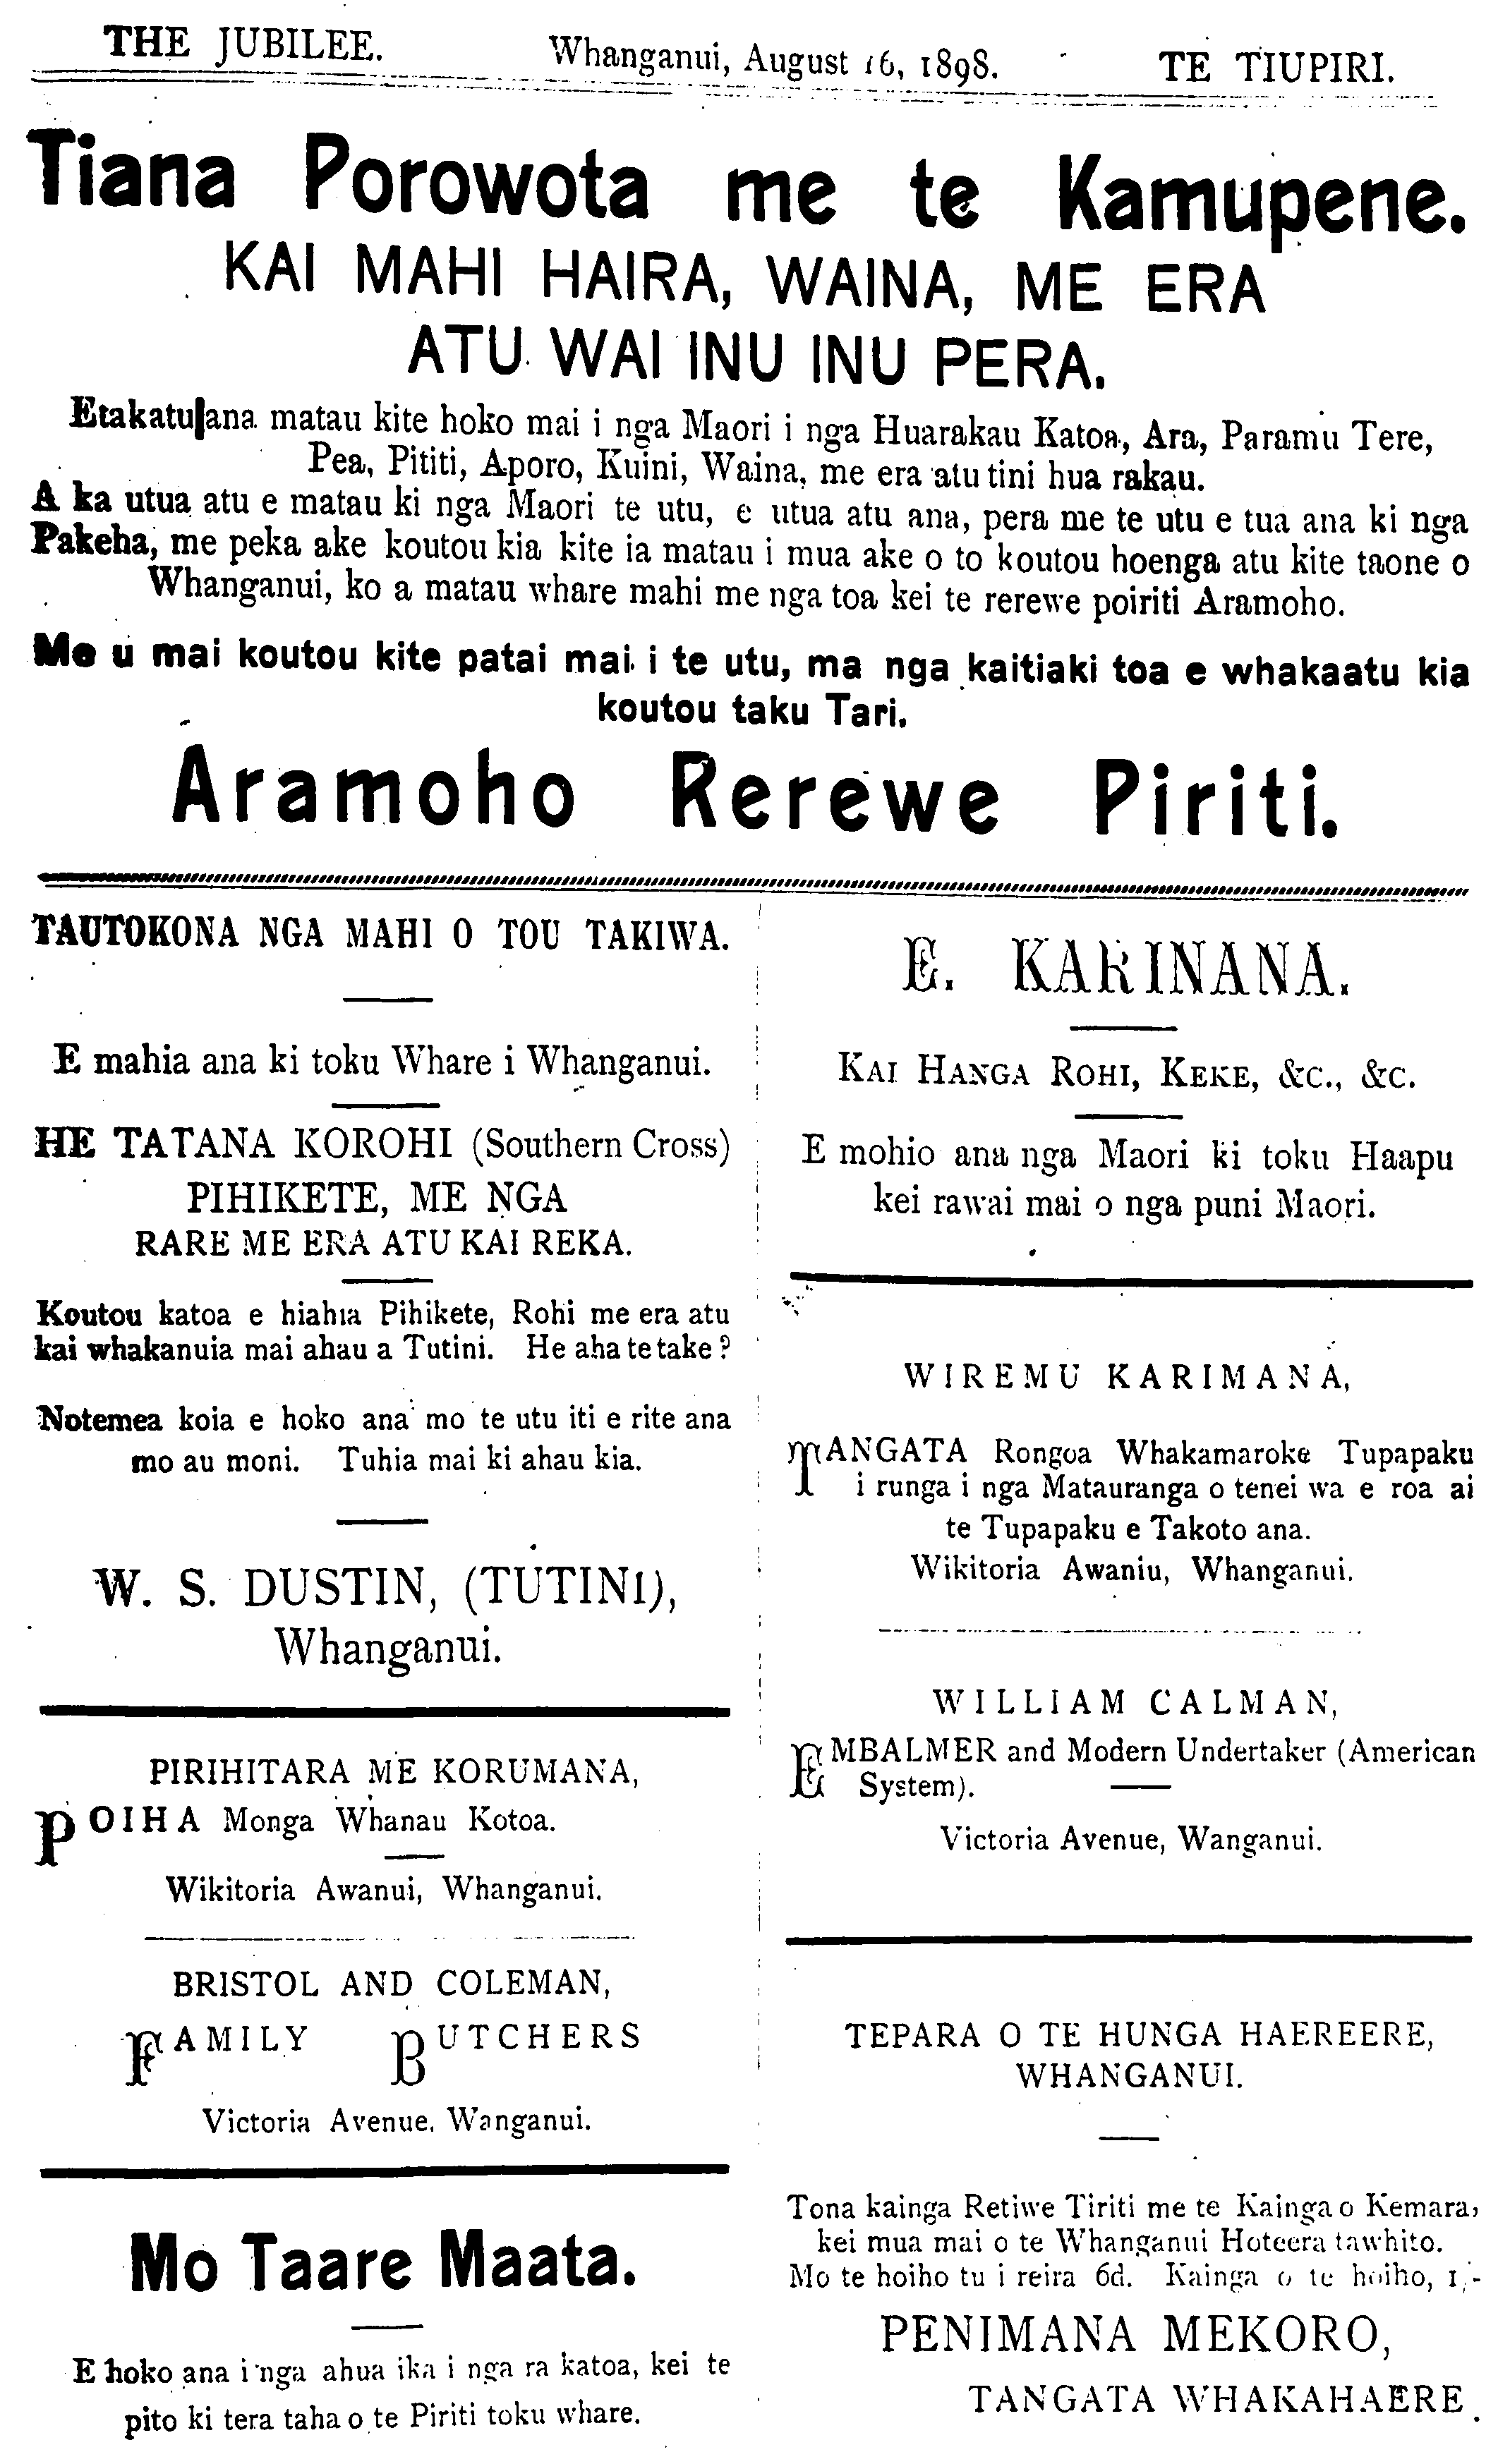 THE JUBILEE. Whanganui, August 16, 1898. TE TIUPIRI.
Tiana Porowota me te Kamupene.
KAI MAHI HAIRA, WAINA, ME ERA
ATU WAI INU INU PERA.
Etakatu ana matau kite hoko mai i nga Maori i nga Huarakau Katoa, Ara, Paramu Tere,
Pea, Pititi, Aporo, Kuini, Waina, me era atu tini hua rakau.
A ka utua atu e matau ki nga Maori te utu, e utua atu ana, pera me te utu e tua ana ki nga
Pakeha, me peka ake koutou kia kite ia matau i mua ake o to koutou hoenga atu kite taone o
Whanganui, ko a matau whare mahi me nga toa kei te rerewe poiriti Aramoho.
Me u mai koutou kite patai mai i te utu, ma nga kaitiaki toa e whakaatu kia
koutou taku Tari.
Aramoho Rerewe Piriti.
TAUTOKONA NGA MAHI O TOU TAKIWA.
E mahia ana ki toku Whare i Whanganui.
HE TATANA KOROHI (Southern Cross)
PIHIKETE, ME NGA
RARE ME ERA ATU KAI REKA.
Koutou katoa e hiahia Pihikete, Rohi me era atu
kai whakanuia mai ahau a Tutini. He aha te take ?
Notemea koia e hoko ana mo te utu iti e rite ana
mo au moni. Tuhia mai ki ahau kia.
W. S. DUSTIN, (TUTINI),
Whanganui.
PIRIHITARA ME KORUMANA,
POIHA Monga Whanau Kotoa.
Wikitoria Awanui, Whanganui.
BRISTOL AND COLEMAN,
FAMILY BUTCHERS
Victoria Avenue. Wanganui.
Mo Taare Maata.
E hoko ana i nga ahua ika i nga ra katoa, kei te
pito ki tera taha o te Piriti toku whare.
E. KARINANA.
KAI HANGA ROHI, KEKE, &C., &C.
E mohio ana nga Maori ki toku Haapu
kei rawai mai o nga puni Maori.
WIREMU KARIMANA,
TANGATA Rongoa Whakamaroke Tupapaku
i runga i nga Matauranga o tenei wa e roa ai
te Tupapaku e Takoto ana.
Wikitoria Awaniu, Whanganui.
WILLIAM CALMAN,
EMBALMER and Modern Undertaker (American
System).
Victoria Avenue, Wanganui.
TEPARA O TE HUNGA HAEREERE,
WHANGANUI.
Tona kainga Retiwe Tiriti me te Kainga o Kemara,
kei mua mai o te Whanganui Hoteera tawhito.
Mo te hoiho tu i reira 6d. Kainga o te hoiho, 1/-
PENIMANA MEKORO,
TANGATA WHAKAHAERE.